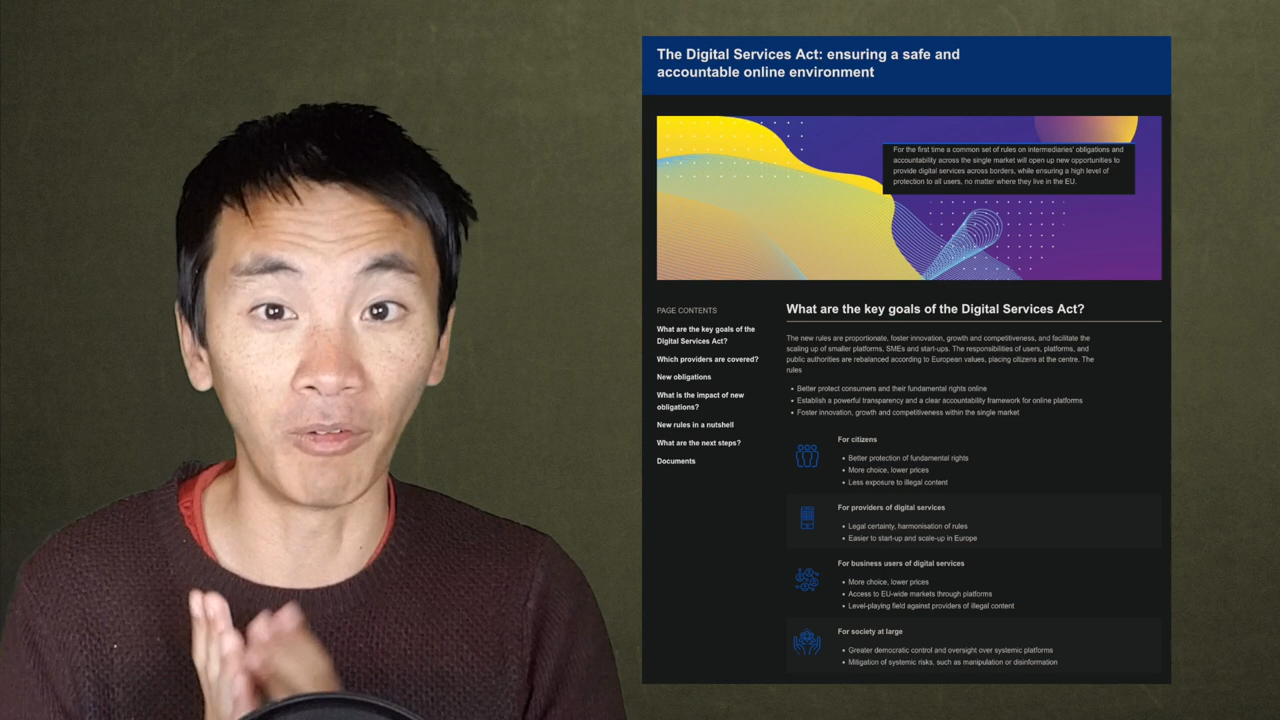 The Digital Services Act: ensuring a safe and
accountable online environment
For the first time a common set of rules on intermediaries' obligations and
accountability across the single market will open up new opportunities to
provide digital services across borders, while ensuring a high level of
protection to all users, no matter where they live in the EU.
PAGE CONTENTS
What are the key goals of the
Digital Services Act?
Which providers are covered?
New obligations
What is the impact of new
obligations?
New rules in a nutshell
What are the next steps?
Documents
What are the key goals of the Digital Services Act?
The new rules are proportionate, foster innovation, growth and competitiveness, and facilitate the
scaling up of smaller platforms, SMEs and start-ups. The responsibilities of users, platforms, and
public authorities are rebalanced according to European values, placing citizens at the centre. The
rules
• Better protect consumers and their fundamental rights online
• Establish a powerful transparency and a clear accountability framework for online platforms
• Foster innovation, growth and competitiveness within the single market
For citizens
• Better protection of fundamental rights
• More choice, lower prices
• Less exposure to illegal content
For providers of digital services
• Legal certainty, harmonisation of rules
• Easier to start-up and scale-up in Europe
For business users of digital services
• More choice, lower prices
• Access to EU-wide markets through platforms
• Level-playing field against providers of illegal content
For society at large
• Greater democratic control and oversight over systemic platforms
• Mitigation of systemic risks, such as manipulation or disinformation